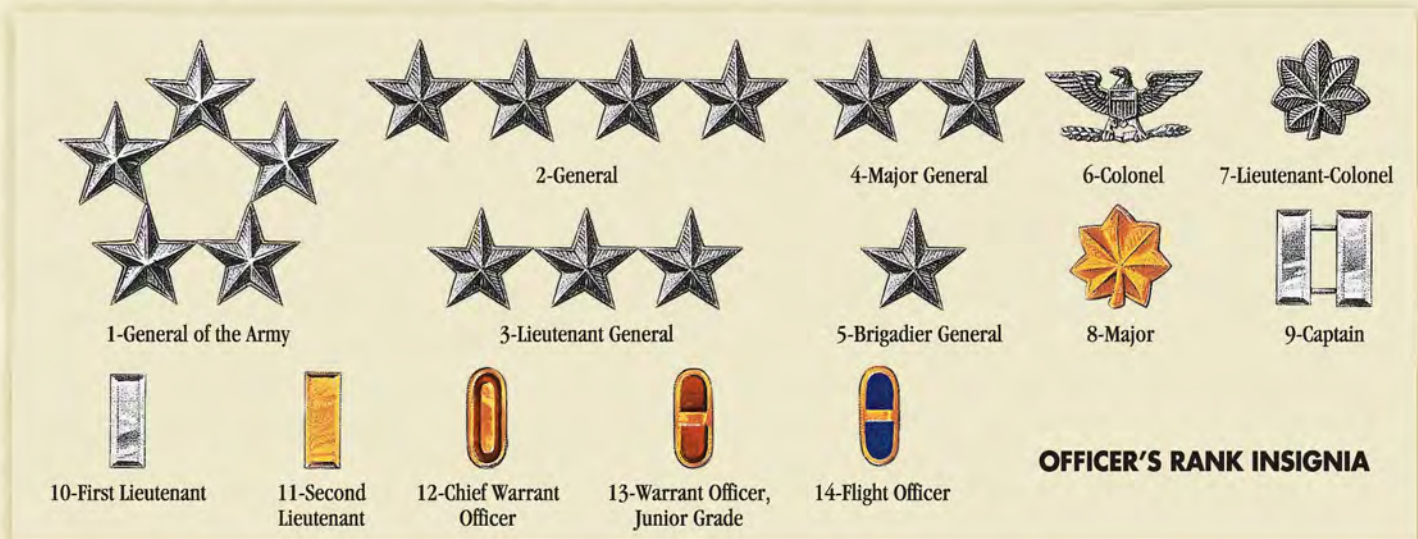 2-General
4-Major General
6-Colonel
7-Lieutenant-Colonel
1-General of the Army
3-Lieutenant General
5-Brigadier General
8-Major
9-Captain
10-First Lieutenant
11-Second
Lieutenant
12-Chief Warrant
Officer
13-Warrant Officer,
Junior Grade
14-Flight Officer
OFFICER'S RANK INSIGNIA